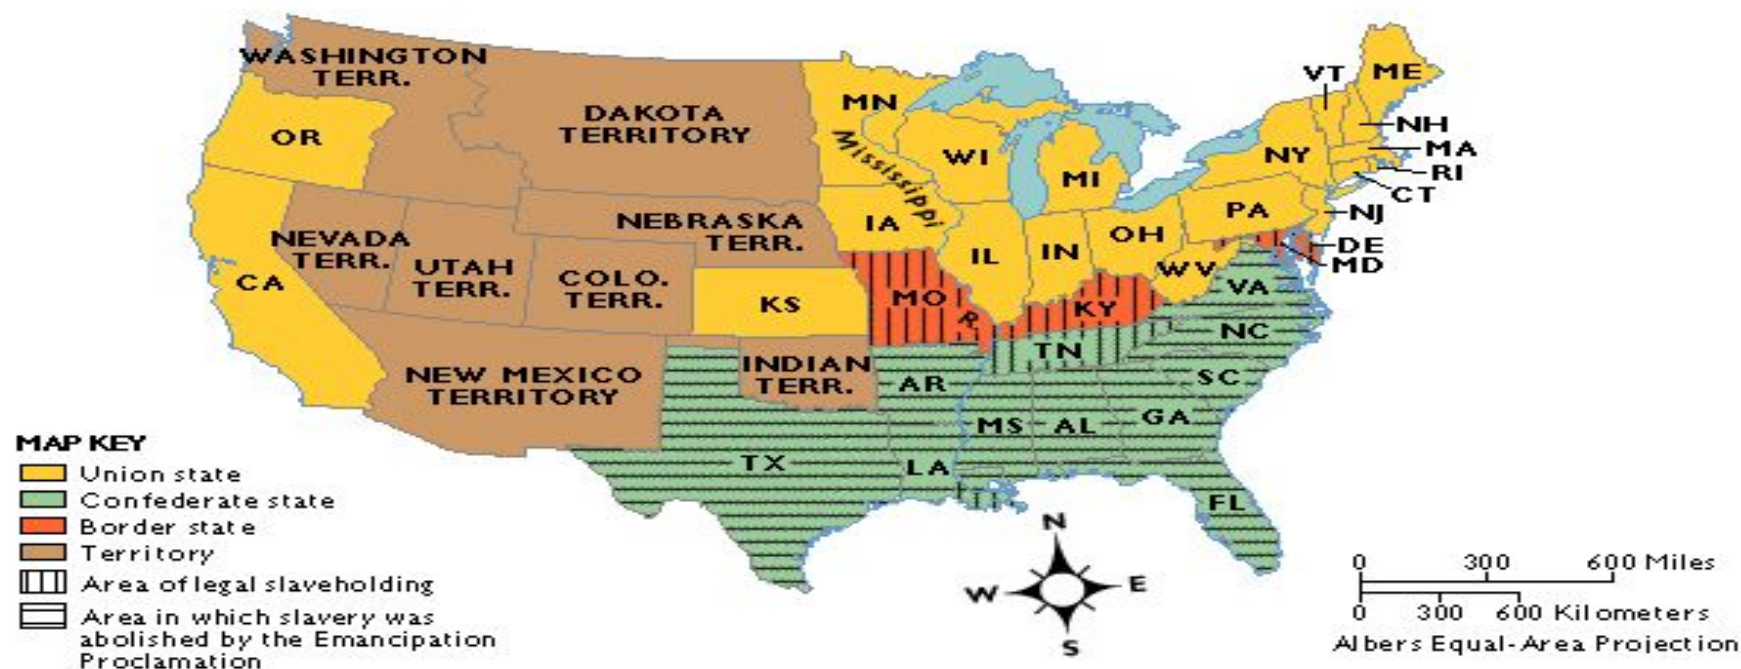 WASHINGTON
TERR.
OR
DAKOTA
TERRITORY
MN
Mississippi
WI
MI
VT
ME
NH
MA
RI
CT
NY
PA
NJ
DE
MD
NEVADA
TERR.
UTAH
TERR.
NEBRASKA
TERR.
COLO.
TERR.
CA
IA
IL
IN
OH
WV
VA
KS
MO
R.
KY
NC
TN
SC
NEW MEXICO
TERRITORY
INDIAN
TERR.
AR
MS
AL
GA
TX
LA
FL
MAP KEY
Union state
Confederate state
Border state
Territory
Area of legal slaveholding
Area in which slavery was
abolished by the Emancipation
Proclamation
N
W
E
S
0 300 600 Miles
0 300 600 Kilometers
Albers Equal-Area Projection